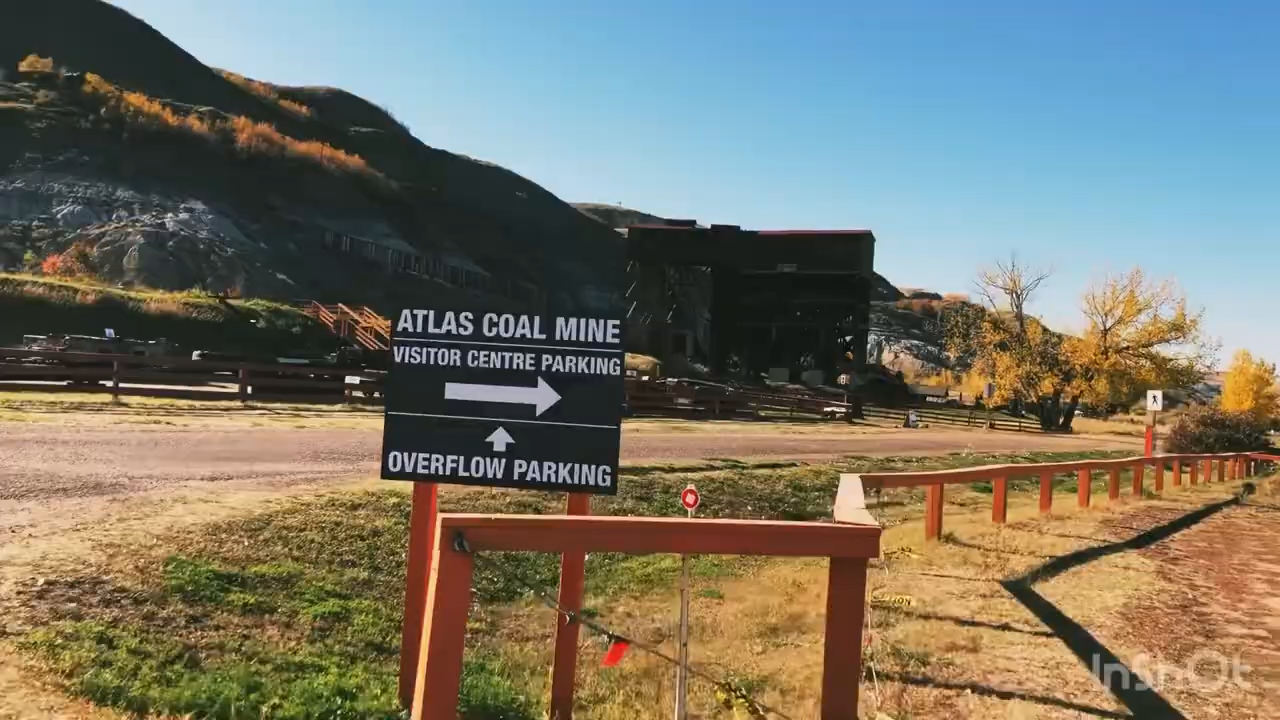 ATLAS COAL MINE
VISITOR CENTRE PARKING
OVERFLOW PARKING
InShOt